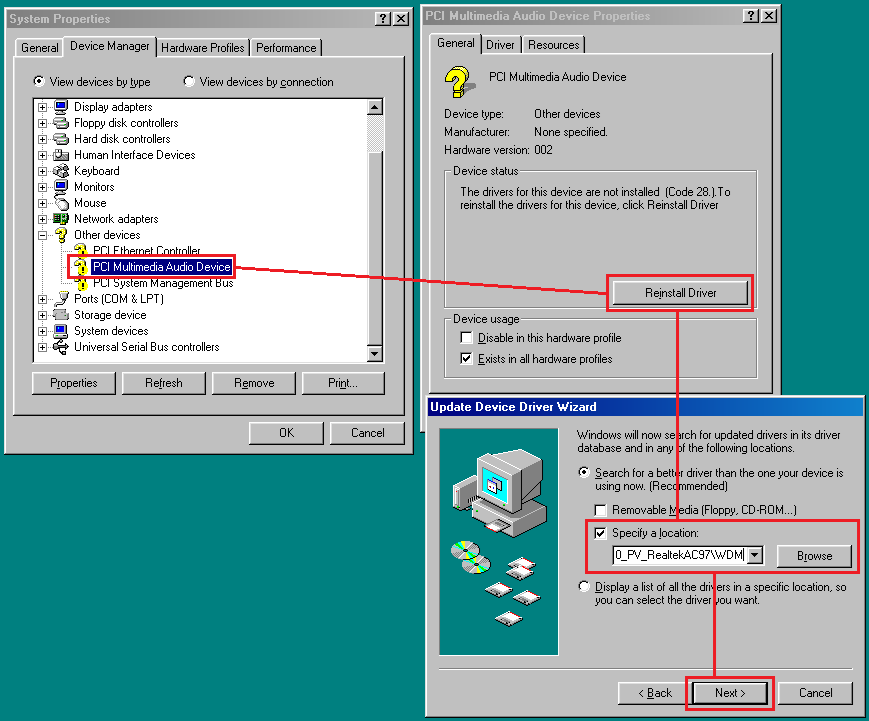 System Properties
General
Device Manager
Hardware Profiles
Performance
View devices by type
View devices by connection
Display adapters
Floppy disk controllers
Hard disk controllers
Human Interface Devices
Keyboard
Monitors
Mouse
Network adapters
Other devices
PCI Ethernet Controller
PCI Multimedia Audio Device
PCI System Management Bus
Ports (COM & LPT)
Storage device
System devices
Universal Serial Bus controllers
Properties
Refresh
Remove
Print...
OK
Cancel
PCI Multimedia Audio Device Properties
General
Driver
Resources
PCI Multimedia Audio Device
Device type: Other devices
Manufacturer: None specified.
Hardware version: 002
Device status
The drivers for this device are not installed (Code 28.).To
reinstall the drivers for this device, click Reinstall Driver
Reinstall Driver
Device usage
Disable in this hardware profile
Exists in all hardware profiles
Update Device Driver Wizard
Windows will now search for updated drivers in its driver
database and in any of the following locations.
Search for a better driver than the one your device is
using now. (Recommended)
Removable Media (Floppy, CD-ROM...)
Specify a location:
0_PV_RealtekAC97\WDM
Browse
Display a list of all the drivers in a specific location, so
you can select the driver you want.
< Back
Next >
Cancel